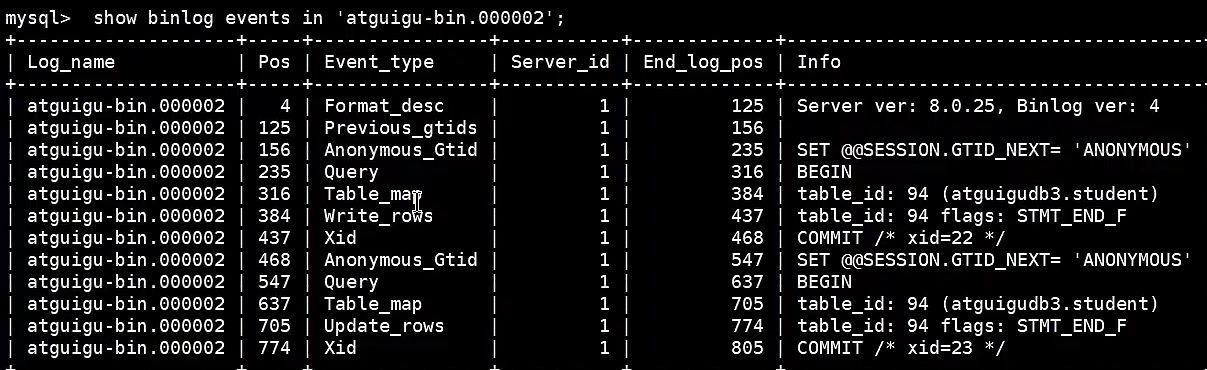 mysql>  show binlog events in 'atguigu-bin.000002';
+--------------------+-----+----------------+-----------+-------------+--------------------------------------
| Log_name           | Pos | Event_type     | Server_id | End_log_pos | Info
+--------------------+-----+----------------+-----------+-------------+--------------------------------------
| atguigu-bin.000002 |   4 | Format_desc    |         1 |         125 | Server ver: 8.0.25, Binlog ver: 4
| atguigu-bin.000002 | 125 | Previous_gtids |         1 |         156 |
| atguigu-bin.000002 | 156 | Anonymous_Gtid |         1 |         235 | SET @@SESSION.GTID_NEXT= 'ANONYMOUS'
| atguigu-bin.000002 | 235 | Query          |         1 |         316 | BEGIN
| atguigu-bin.000002 | 316 | Table_map      |         1 |         384 | table_id: 94 (atguigudb3.student)
| atguigu-bin.000002 | 384 | Write_rows     |         1 |         437 | table_id: 94 flags: STMT_END_F
| atguigu-bin.000002 | 437 | Xid            |         1 |         468 | COMMIT /* xid=22 */
| atguigu-bin.000002 | 468 | Anonymous_Gtid |         1 |         547 | SET @@SESSION.GTID_NEXT= 'ANONYMOUS'
| atguigu-bin.000002 | 547 | Query          |         1 |         637 | BEGIN
| atguigu-bin.000002 | 637 | Table_map      |         1 |         705 | table_id: 94 (atguigudb3.student)
| atguigu-bin.000002 | 705 | Update_rows    |         1 |         774 | table_id: 94 flags: STMT_END_F
| atguigu-bin.000002 | 774 | Xid            |         1 |         805 | COMMIT /* xid=23 */
+--------------------+-----+----------------+-----------+-------------+--------------------------------------